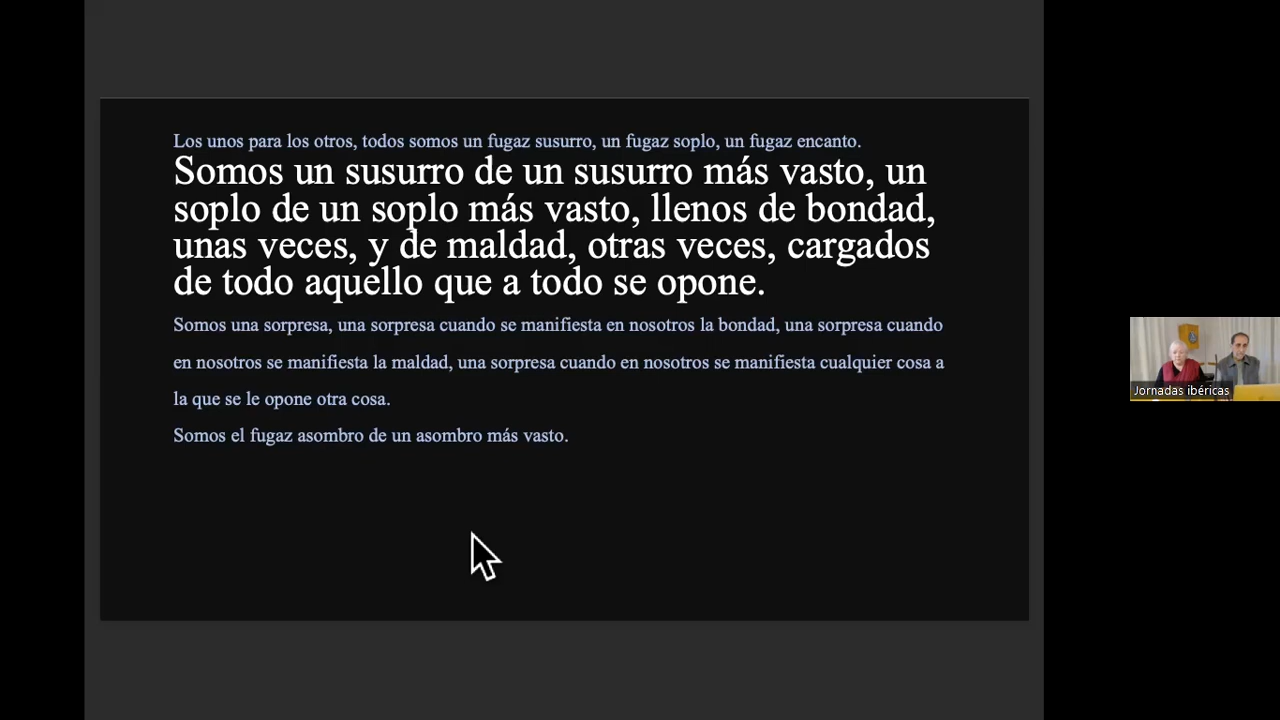 Los unos para los otros, todos somos un fugaz susurro, un fugaz soplo, un fugaz encanto.
Somos un susurro de un susurro más vasto, un
soplo de un soplo más vasto, llenos de bondad,
unas veces, y de maldad, otras veces, cargados
de todo aquello que a todo se opone.
Somos una sorpresa, una sorpresa cuando se manifiesta en nosotros la bondad, una sorpresa cuando
en nosotros se manifiesta la maldad, una sorpresa cuando en nosotros se manifiesta cualquier cosa a
la que se le opone otra cosa.
Somos el fugaz asombro de un asombro más vasto.
Jornadas ibéricas